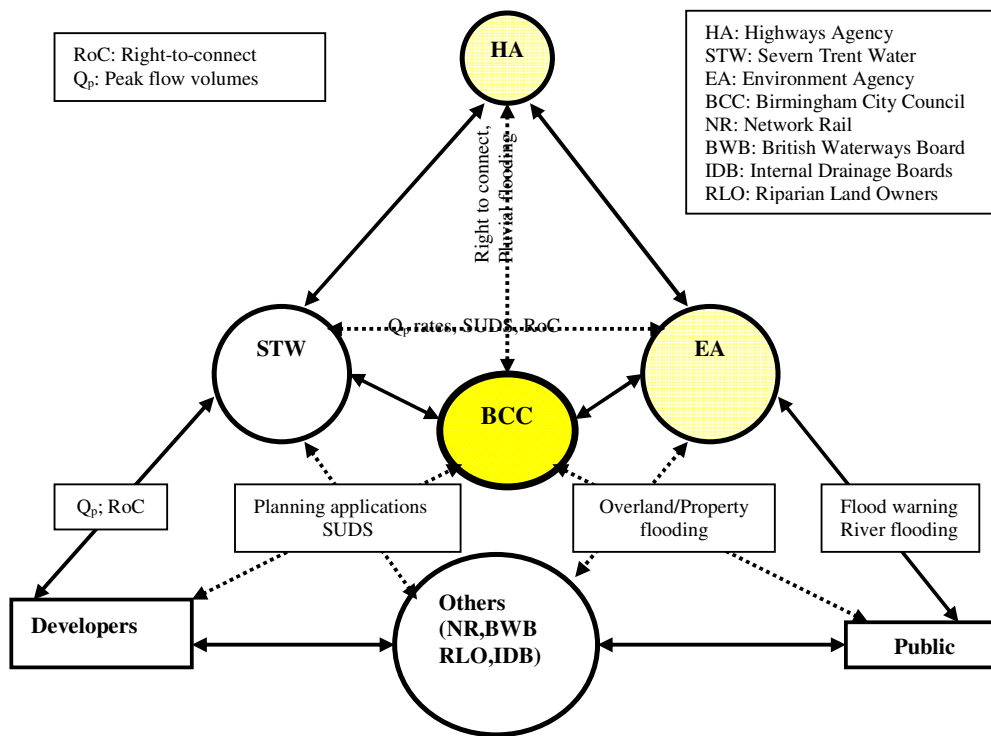 RoC: Right-to-connect
Qₚ: Peak flow volumes
HA
HA: Highways Agency
STW: Severn Trent Water
EA: Environment Agency
BCC: Birmingham City Council
NR: Network Rail
BWB: British Waterways Board
IDB: Internal Drainage Boards
RLO: Riparian Land Owners
Right to connect,
Pluvial flooding
Qₚ rates, SUDS, RoC
STW
EA
BCC
Qₚ; RoC
Planning applications
SUDS
Overland/Property
flooding
Flood warning
River flooding
Developers
Others
(NR,BWB
RLO,IDB)
Public